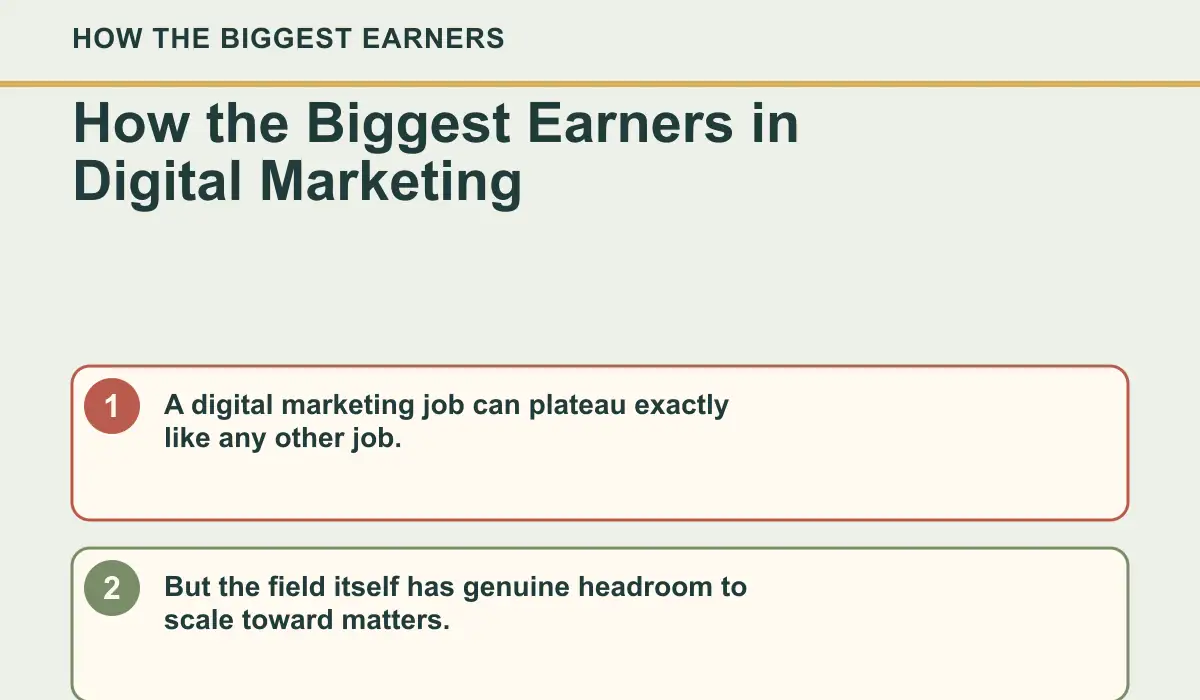 HOW THE BIGGEST EARNERS
How the Biggest Earners in
Digital Marketing
1
A digital marketing job can plateau exactly
like any other job.
2
But the field itself has genuine headroom to
scale toward matters.